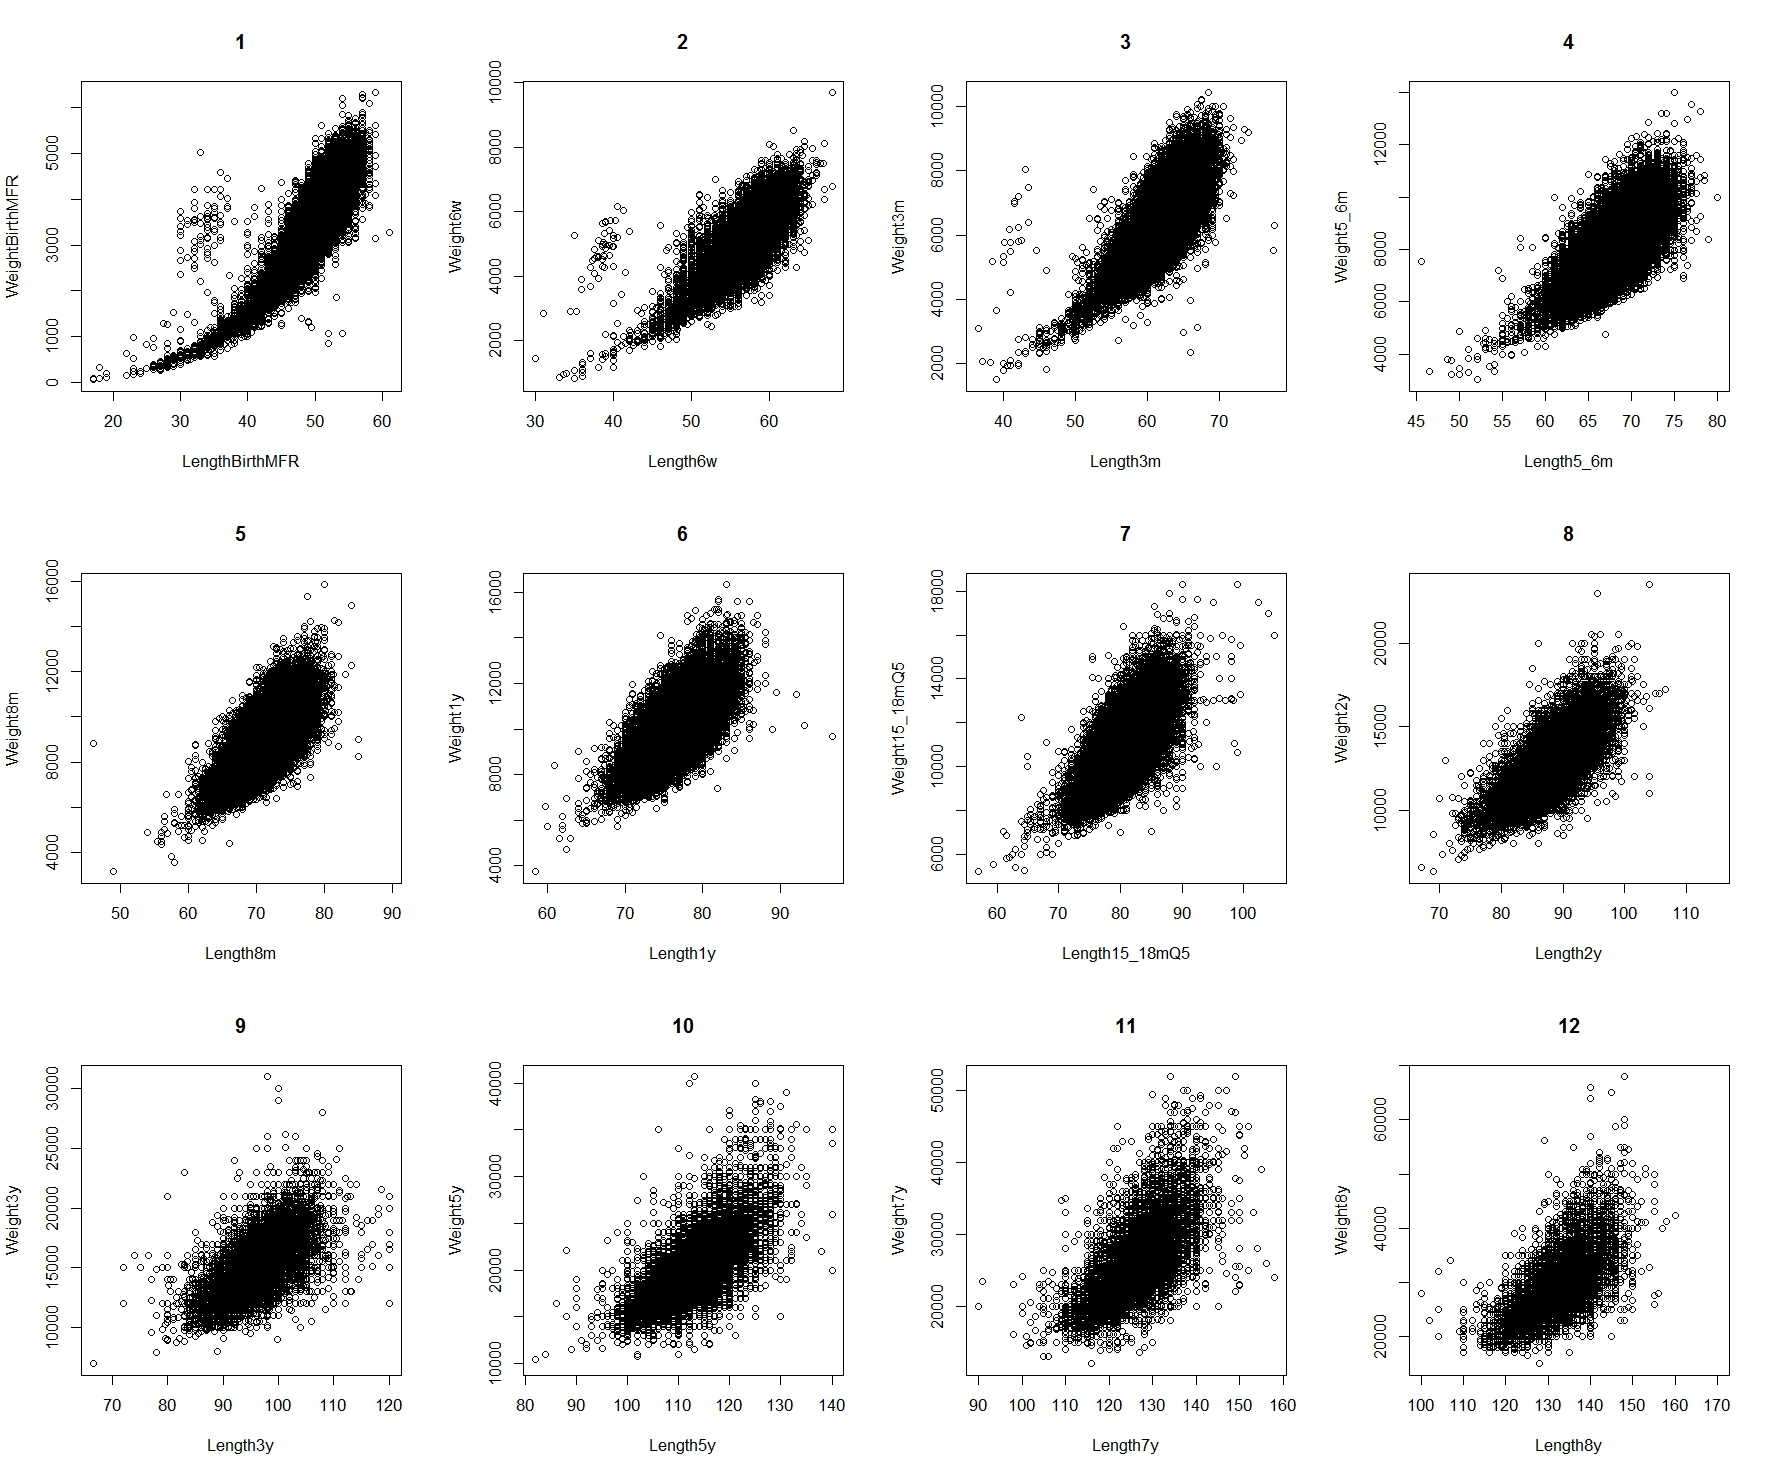 1
WeightBirthMFR
0 1000 3000 5000
20 30 40 50 60
LengthBirthMFR
2
Weight6w
2000 4000 6000 8000 10000
30 40 50 60
Length6w
3
Weight3m
2000 4000 6000 8000 10000
40 50 60 70
Length3m
4
Weight5_6m
4000 6000 8000 12000
45 50 55 60 65 70 75 80
Length5_6m
5
Weight8m
4000 8000 12000 16000
50 60 70 80 90
Length8m
6
Weight1y
4000 8000 12000 16000
60 70 80 90
Length1y
7
Weight15_18mQ5
6000 10000 14000 18000
60 70 80 90 100
Length15_18mQ5
8
Weight2y
10000 15000 20000
70 80 90 100 110
Length2y
9
Weight3y
10000 15000 20000 25000 30000
70 80 90 100 110 120
Length3y
10
Weight5y
10000 20000 30000 40000
80 90 100 110 120 130 140
Length5y
11
Weight7y
20000 30000 40000 50000
90 100 110 120 130 140 150 160
Length7y
12
Weight8y
20000 40000 60000
100 110 120 130 140 150 160 170
Length8y